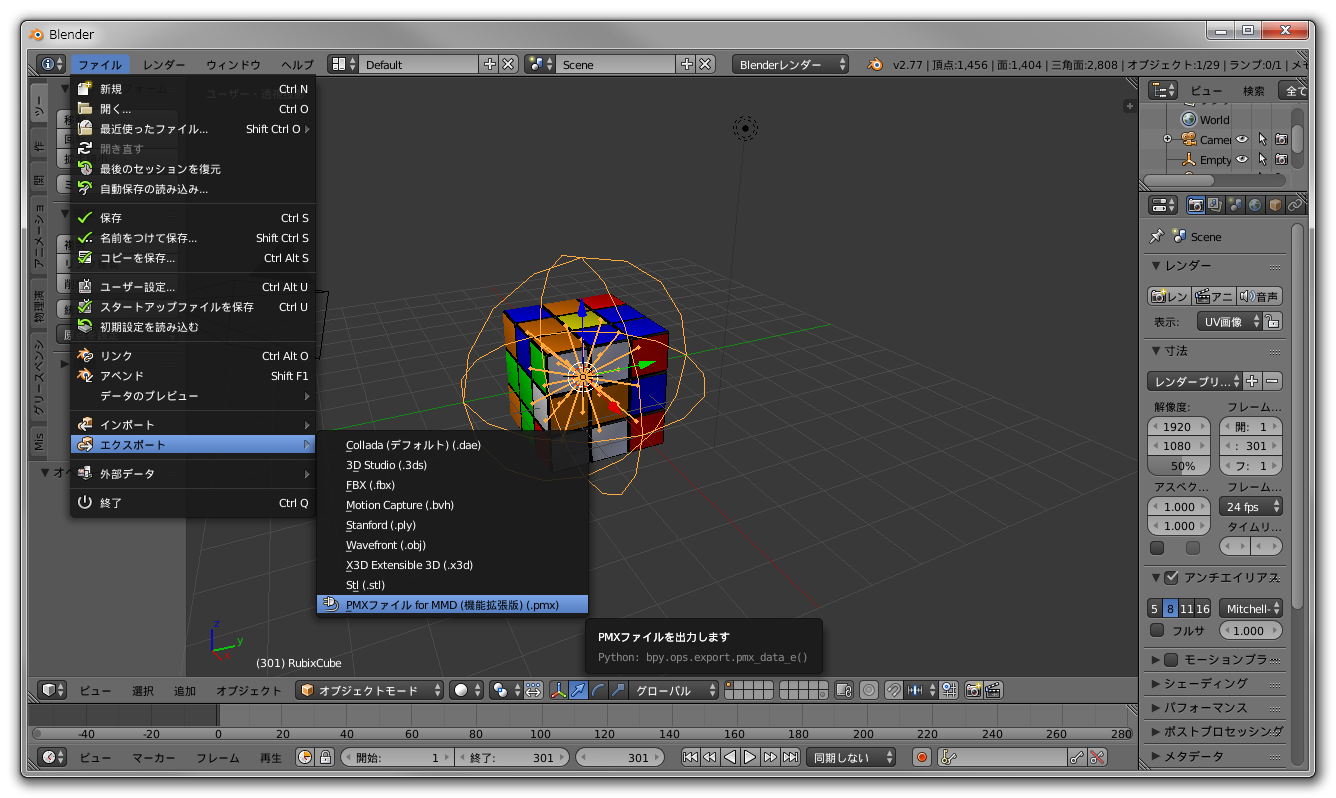 Blender
ファイル レンダー ウィンドウ ヘルプ Default Scene Blenderレンダー v2.77 | 頂点:1,456 | 面:1,404 | 三角面:2,808 | オブジェクト:1/29 | ランプ:0/1 | メモ
新規 Ctrl N
開く... Ctrl O
最近使ったファイル... Shift Ctrl O
開き直す
最後のセッションを復元
自動保存の読み込み...
保存 Ctrl S
名前をつけて保存... Shift Ctrl S
コピーを保存... Ctrl Alt S
ユーザー設定... Ctrl Alt U
スタートアップファイルを保存 Ctrl U
初期設定を読み込む
リンク Ctrl Alt O
アペンド Shift F1
データのプレビュー
インポート
エクスポート
外部データ
終了 Ctrl Q
Collada (デフォルト) (.dae)
3D Studio (.3ds)
FBX (.fbx)
Motion Capture (.bvh)
Stanford (.ply)
Wavefront (.obj)
X3D Extensible 3D (.x3d)
Stl (.stl)
PMXファイル for MMD (機能拡張版) (.pmx)
PMXファイルを出力します
Python: bpy.ops.export.pmx_data_e()
アニメーショ
物理演
グリースペンシ
Mis
z
y
(301) RubixCube
ビュー 検索 全て
World
Camer
Empty
Scene
レンダー
レン アニ 音声
表示: UV画像
寸法
レンダープリ...
解像度: フレーム...
1920 開: 1
1080 : 301
50% フ: 1
アスペク... フレーム...
1.000 24 fps
1.000 タイムリ...
アンチエイリアス
5 8 11 16 Mitchell-
フルサ 1.000
モーションブラ
シェーディング
パフォーマンス
ポストプロセッシング
メタデータ
ビュー 選択 追加 オブジェクト オブジェクトモード グローバル
-40 -20 0 20 40 60 80 100 120 140 160 180 200 220 240 260 280
ビュー マーカー フレーム 再生 開始: 1 終了: 301 301 同期しない